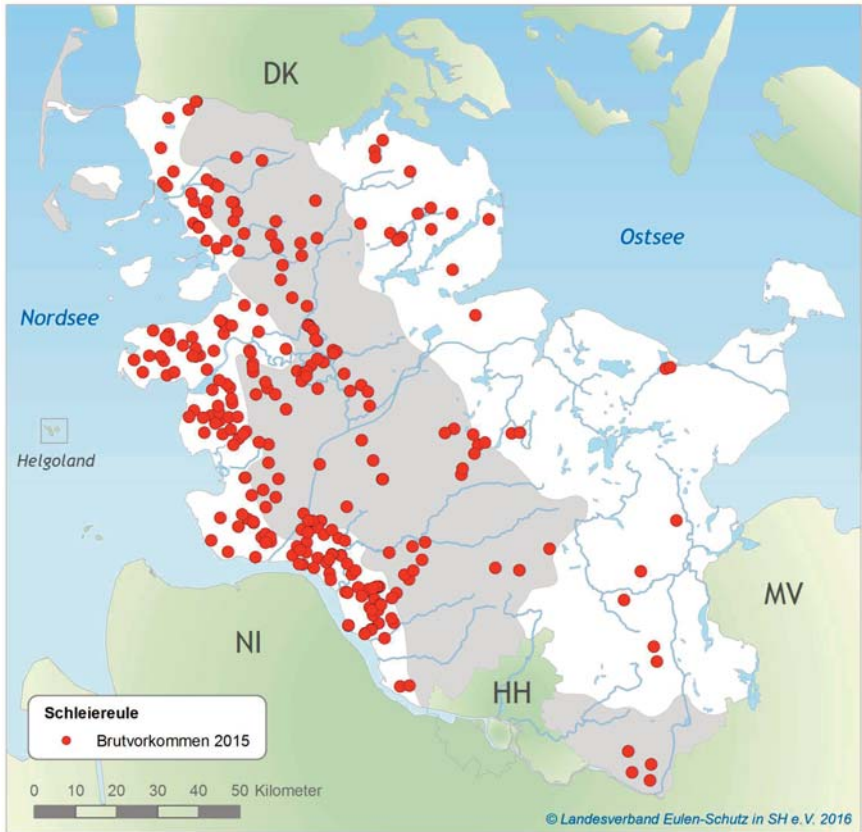 DK
Ostsee
Nordsee
Helgoland
MV
NI
HH
Schleiereule
Brutvorkommen 2015
0 10 20 30 40 50 Kilometer
© Landesverband Eulen-Schutz in SH e.V. 2016